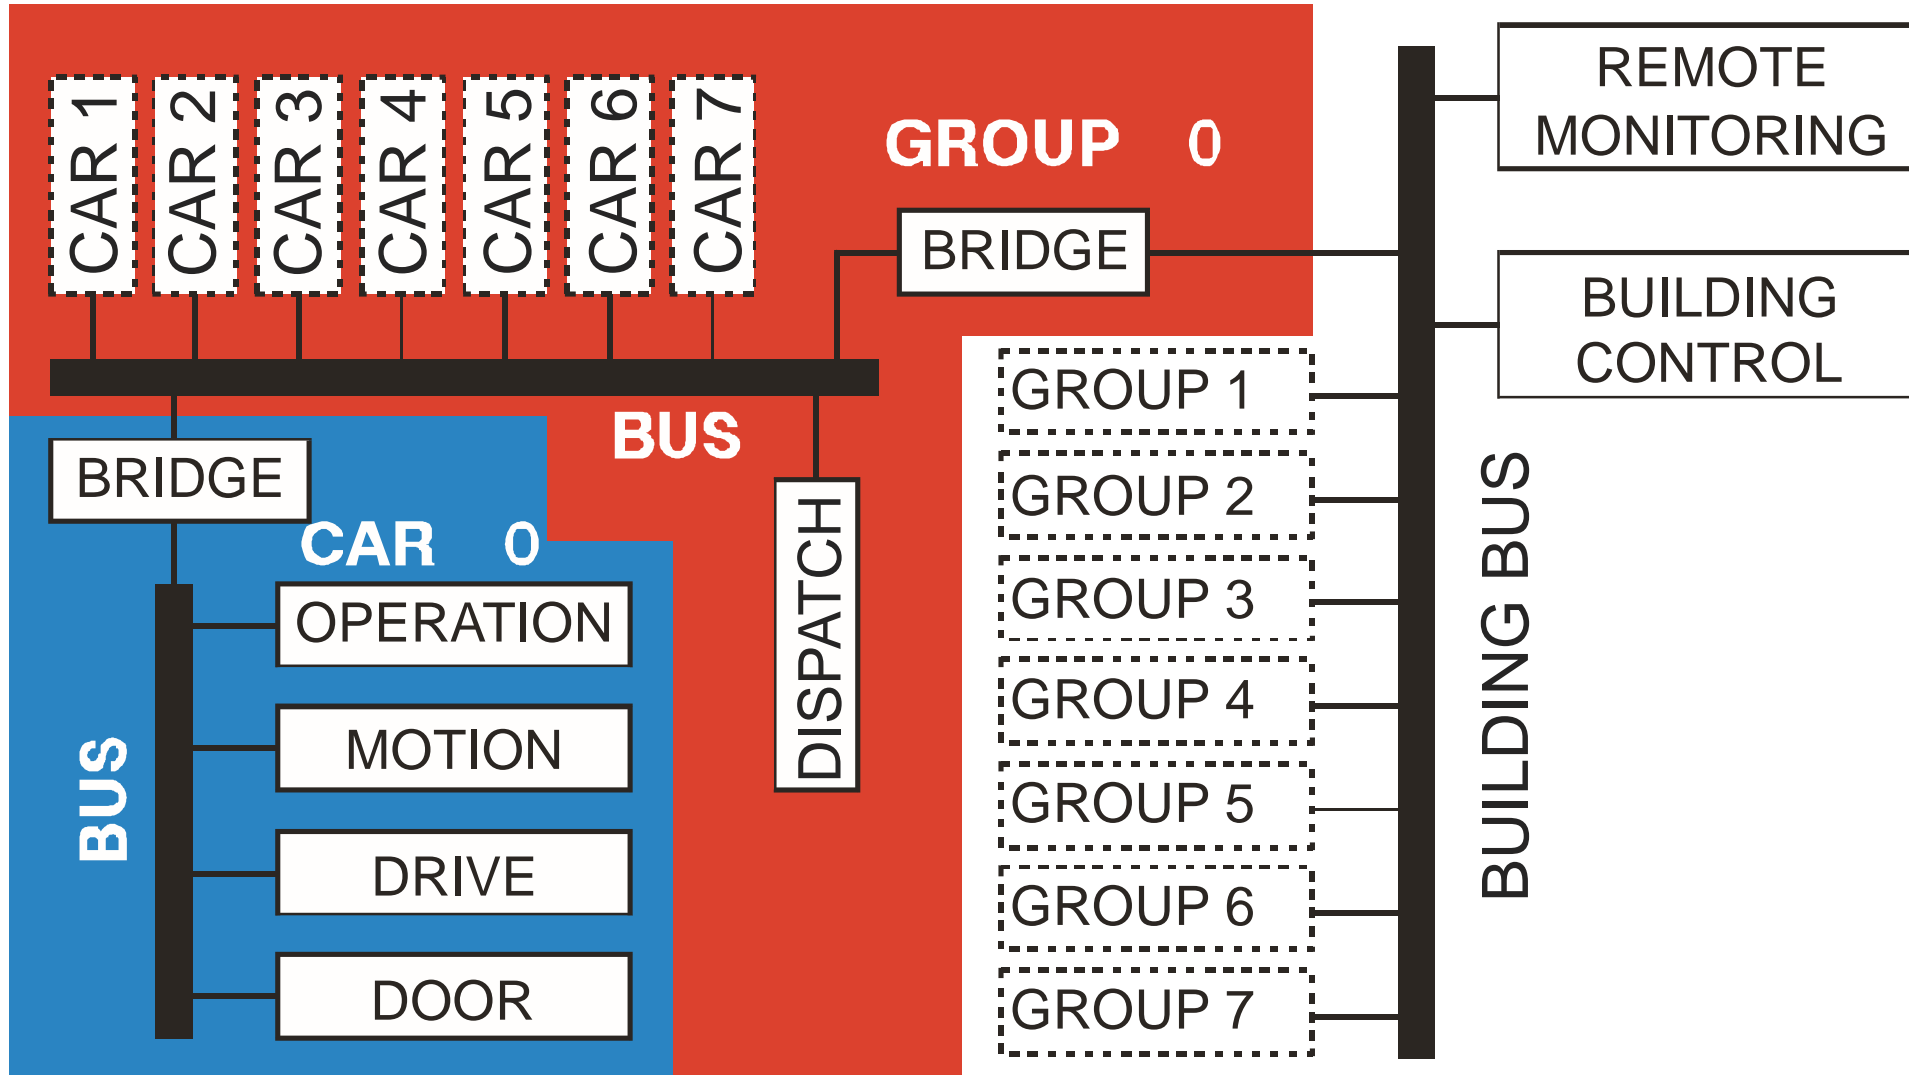 CAR 1
CAR 2
CAR 3
CAR 4
CAR 5
CAR 6
CAR 7
GROUP 0
BRIDGE
BUS
DISPATCH
BRIDGE
CAR 0
BUS
OPERATION
MOTION
DRIVE
DOOR
GROUP 1
GROUP 2
GROUP 3
GROUP 4
GROUP 5
GROUP 6
GROUP 7
BUILDING BUS
REMOTE
MONITORING
BUILDING
CONTROL